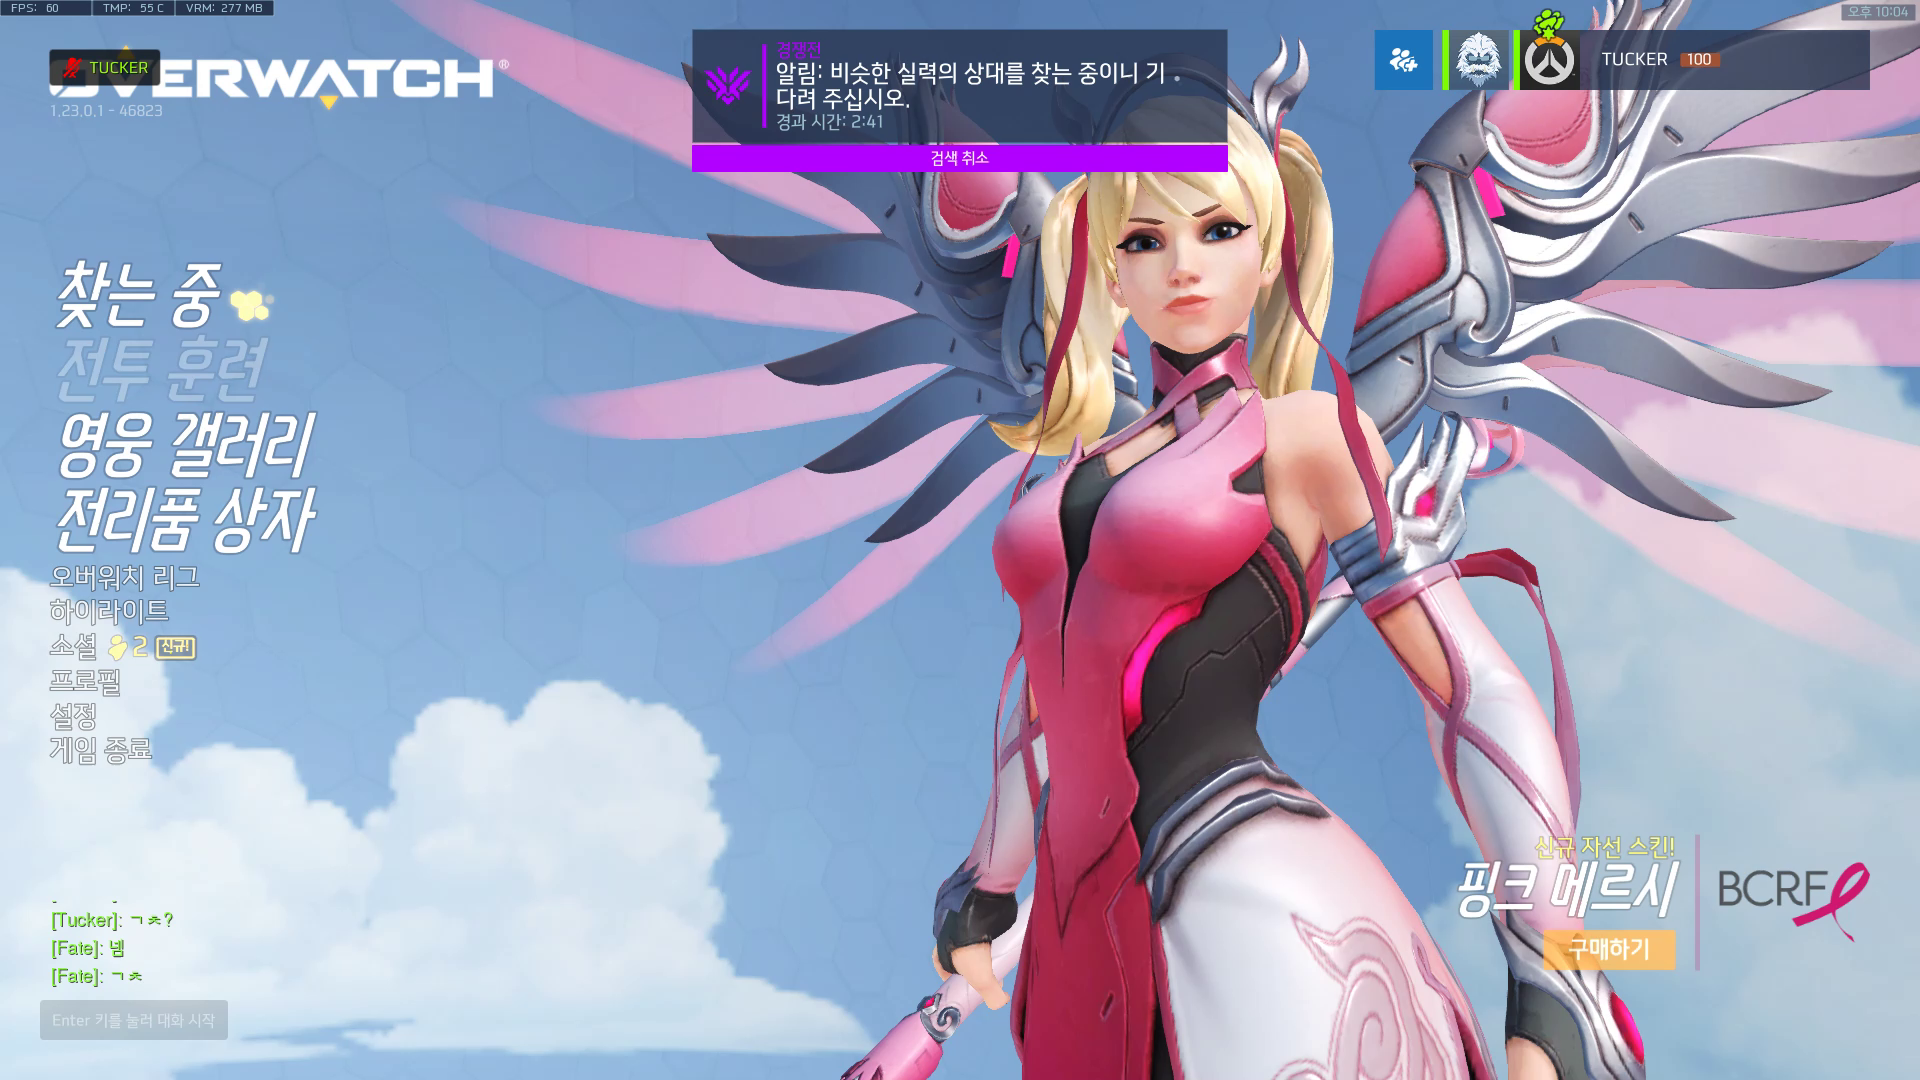 FPS: 60 TMP: 55 C VRM: 277 MB
오후 10:04
TUCKER
OVERWATCH®
1.23.0.1 - 46823
경쟁전
알림: 비슷한 실력의 상대를 찾는 중이니 기
다려 주십시오.
경과 시간: 2:41
검색 취소
TUCKER 100
찾는 중
전투 훈련
영웅 갤러리
전리품 상자
오버워치 리그
하이라이트
소셜 2 신규!
프로필
설정
게임 종료
[Tucker]: ㄱㅊ?
[Fate]: 넴
[Fate]: ㄱㅊ
Enter 키를 눌러 대화 시작
신규 자선 스킨!
핑크 메르시
구매하기
BCRF